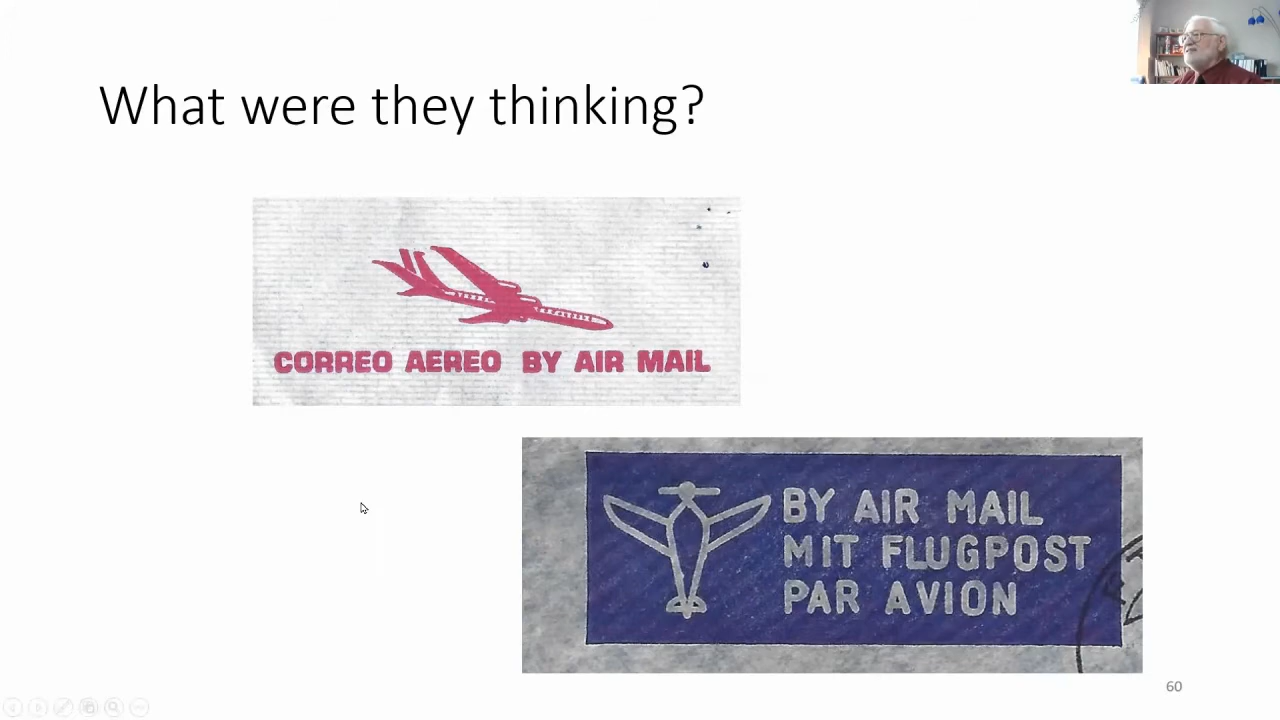 What were they thinking?
CORREO AEREO BY AIR MAIL
BY AIR MAIL
MIT FLUGPOST
PAR AVION
60